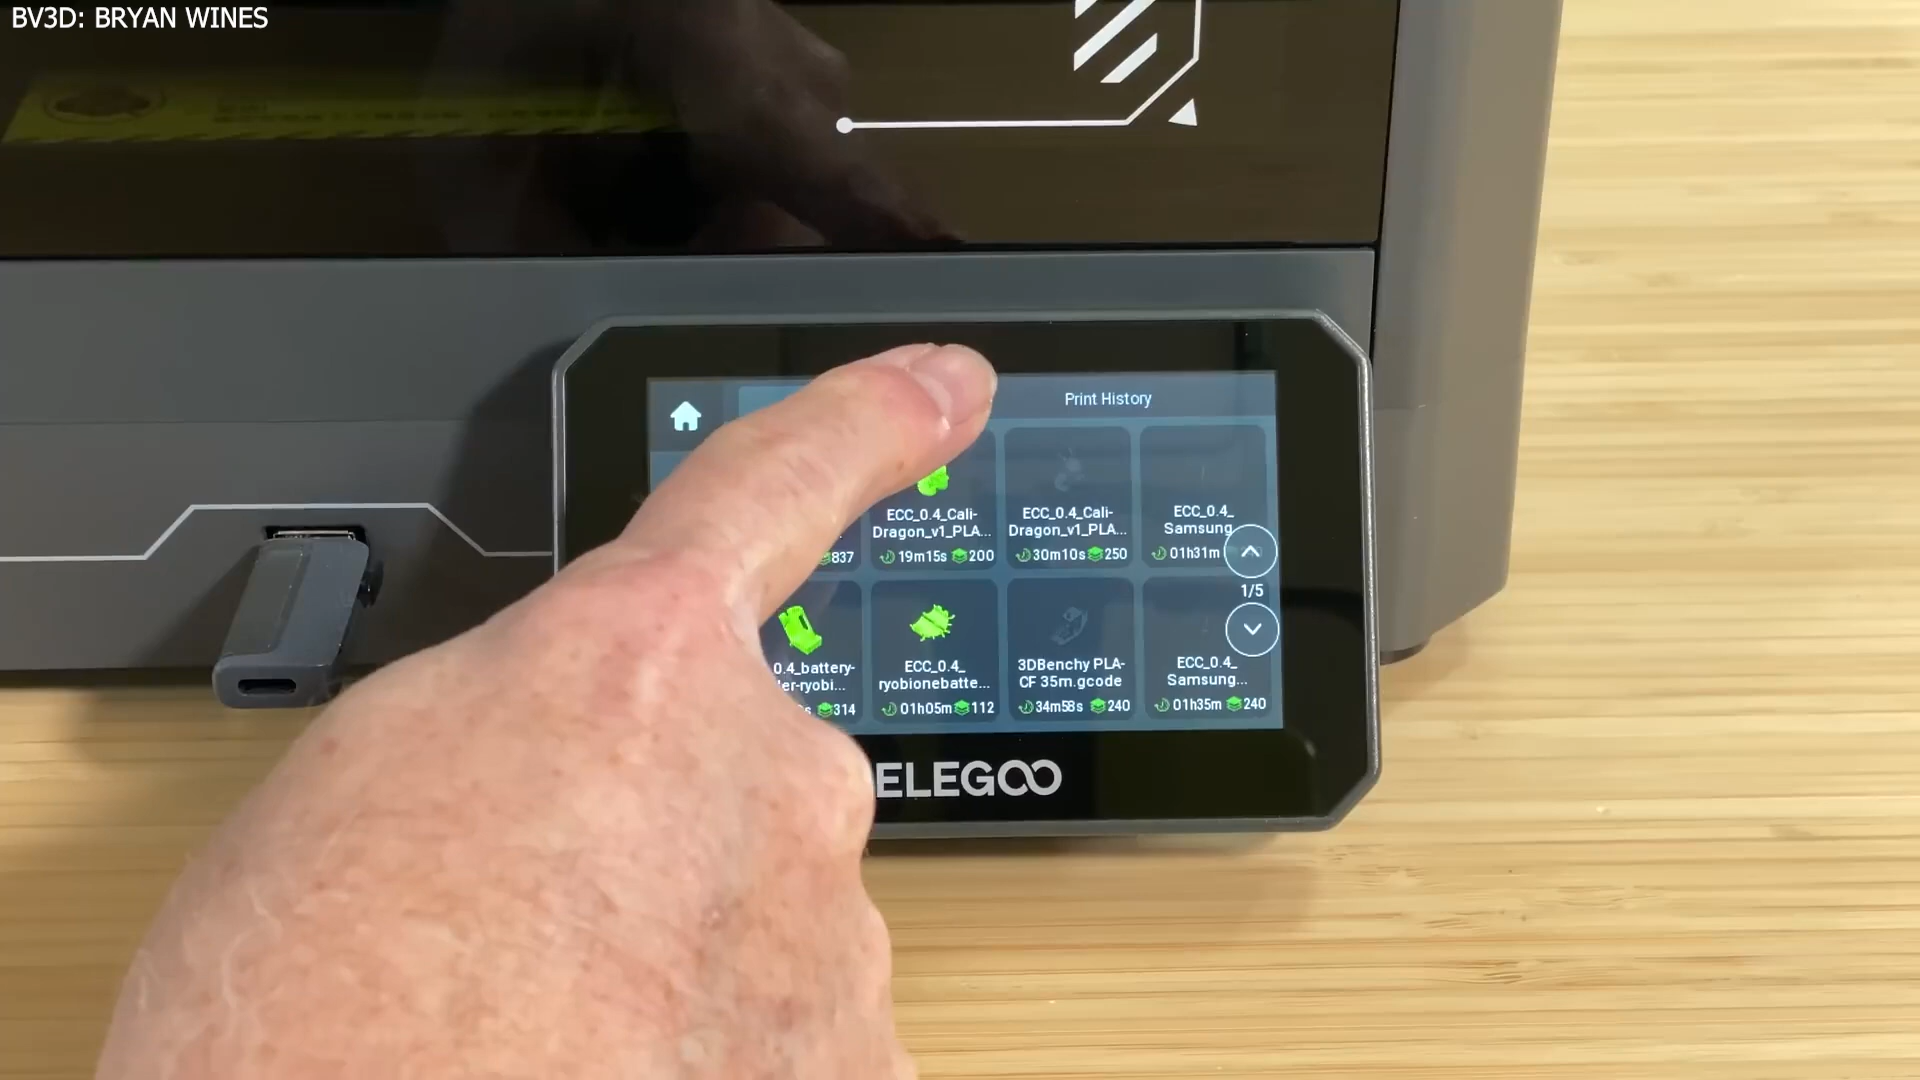 BV3D: BRYAN WINES
Print History
ECC_0.4_Cali-
Dragon_v1_PLA...
19m15s 200
ECC_0.4_Cali-
Dragon_v1_PLA...
30m10s 250
ECC_0.4_
Samsung
01h31m
837
1/5
0.4_battery-
ler-ryobi...
s 314
ECC_0.4_
ryobionebatte...
01h05m 112
3DBenchy PLA-
CF 35m.gcode
34m58s 240
ECC_0.4_
Samsung...
01h35m 240
ELEGOO